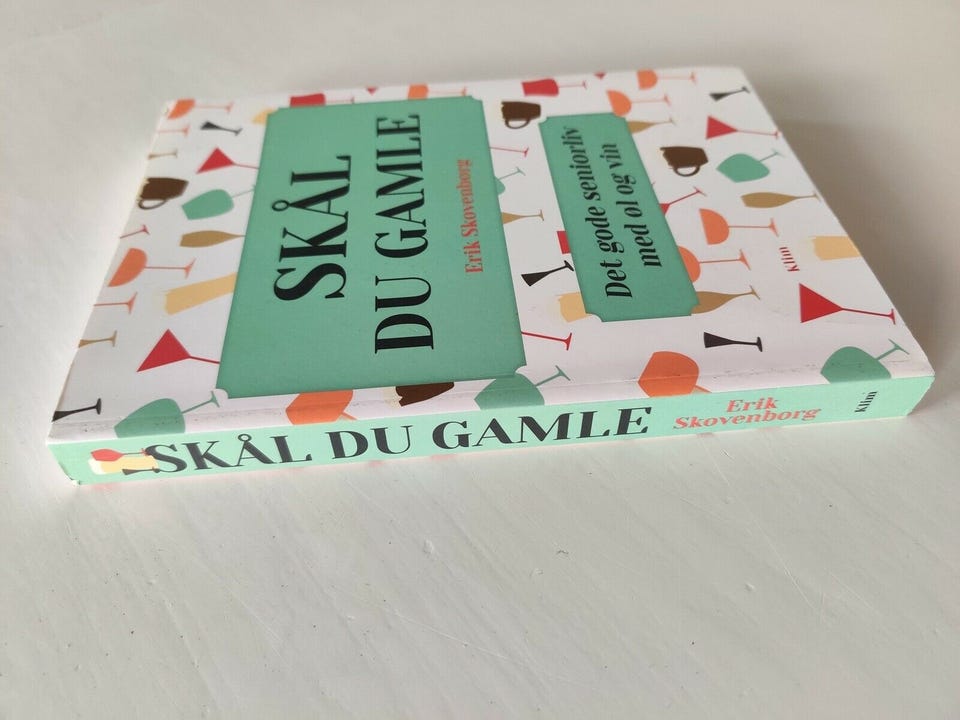 SKÅL
DU GAMLE
Erik Skovenborg
Det gode seniorliv
med øl og vin
Klim
SKÅL DU GAMLE
Erik
Skovenborg
Klim